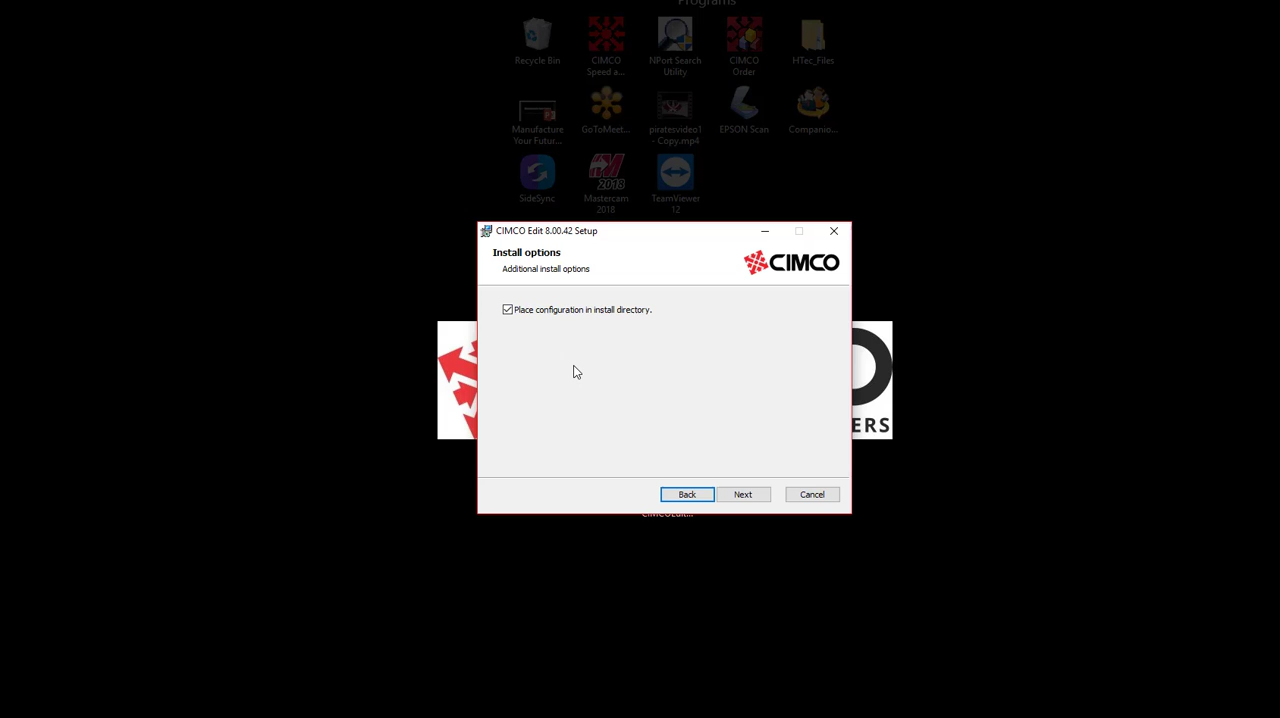 Programs
Recycle Bin
CIMCO
Speed a...
NPort Search
Utility
CIMCO
Order
HTec_Files
Manufacture
Your Futur...
GoToMeet...
piratesvideo1
- Copy.mp4
EPSON Scan
Companio...
SideSync
Mastercam
2018
2018
TeamViewer
12
CIMCO Edit 8.00.42 Setup
Install options
Additional install options
CIMCO
Place configuration in install directory.
ERS
Back
Next
Cancel
CIMCOEdit...